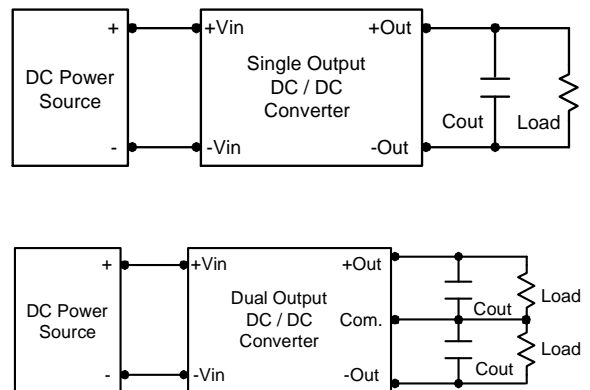 +
+Vin
+Out
DC Power
Source
Single Output
DC / DC
Converter
Cout
Load
-
-Vin
-Out
+
+Vin
+Out
DC Power
Source
Dual Output
DC / DC
Converter
Com.
Cout
Load
Cout
Load
-
-Vin
-Out